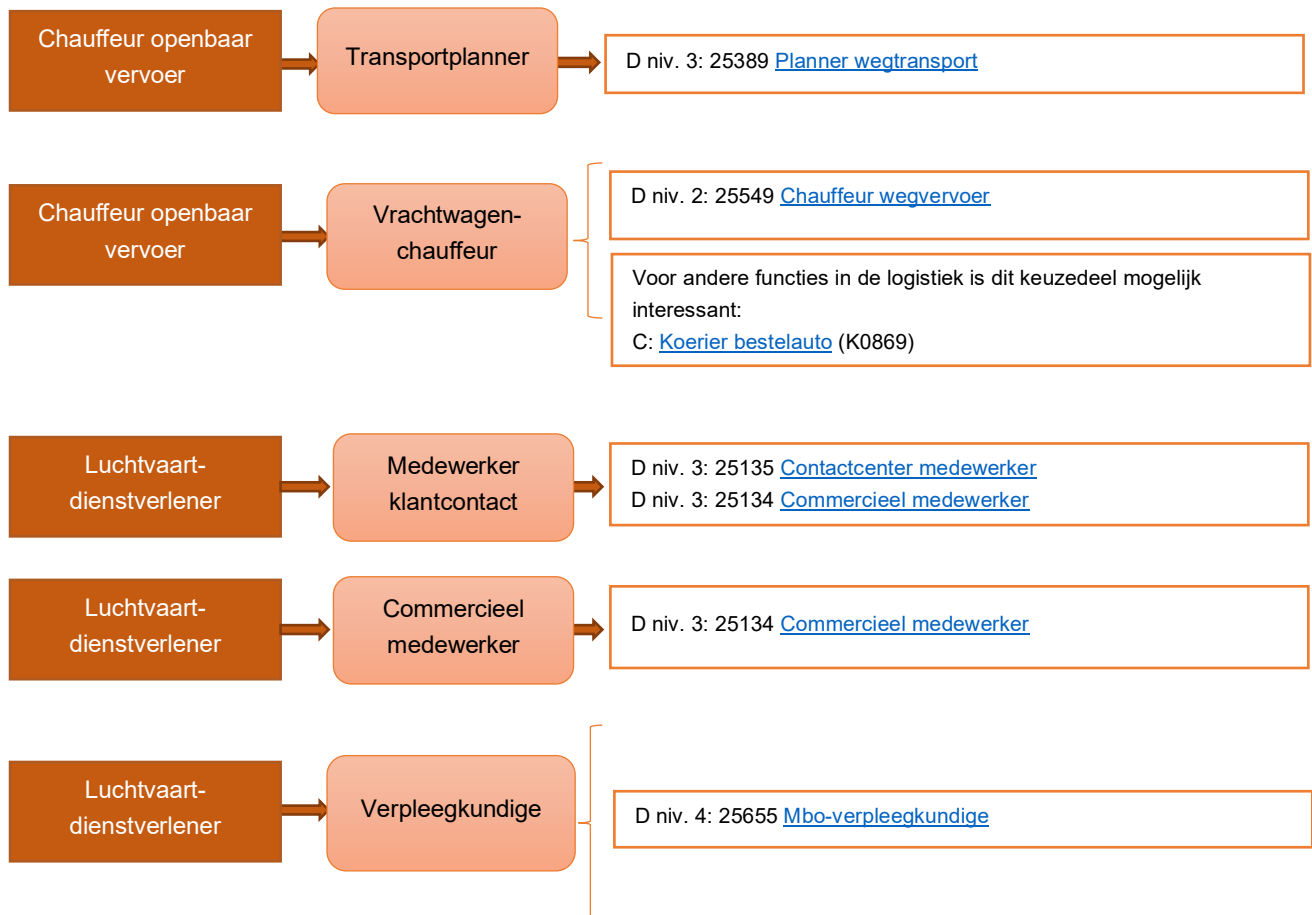 Chauffeur openbaar
vervoer
Transportplanner
D niv. 3: 25389 Planner wegtransport
Chauffeur openbaar
vervoer
Vrachtwagen-
chauffeur
D niv. 2: 25549 Chauffeur wegvervoer
Voor andere functies in de logistiek is dit keuzedeel mogelijk
interessant:
C: Koerier bestelauto (K0869)
Luchtvaart-
dienstverlener
Medewerker
klantcontact
D niv. 3: 25135 Contactcenter medewerker
D niv. 3: 25134 Commercieel medewerker
Luchtvaart-
dienstverlener
Commercieel
medewerker
D niv. 3: 25134 Commercieel medewerker
Luchtvaart-
dienstverlener
Verpleegkundige
D niv. 4: 25655 Mbo-verpleegkundige